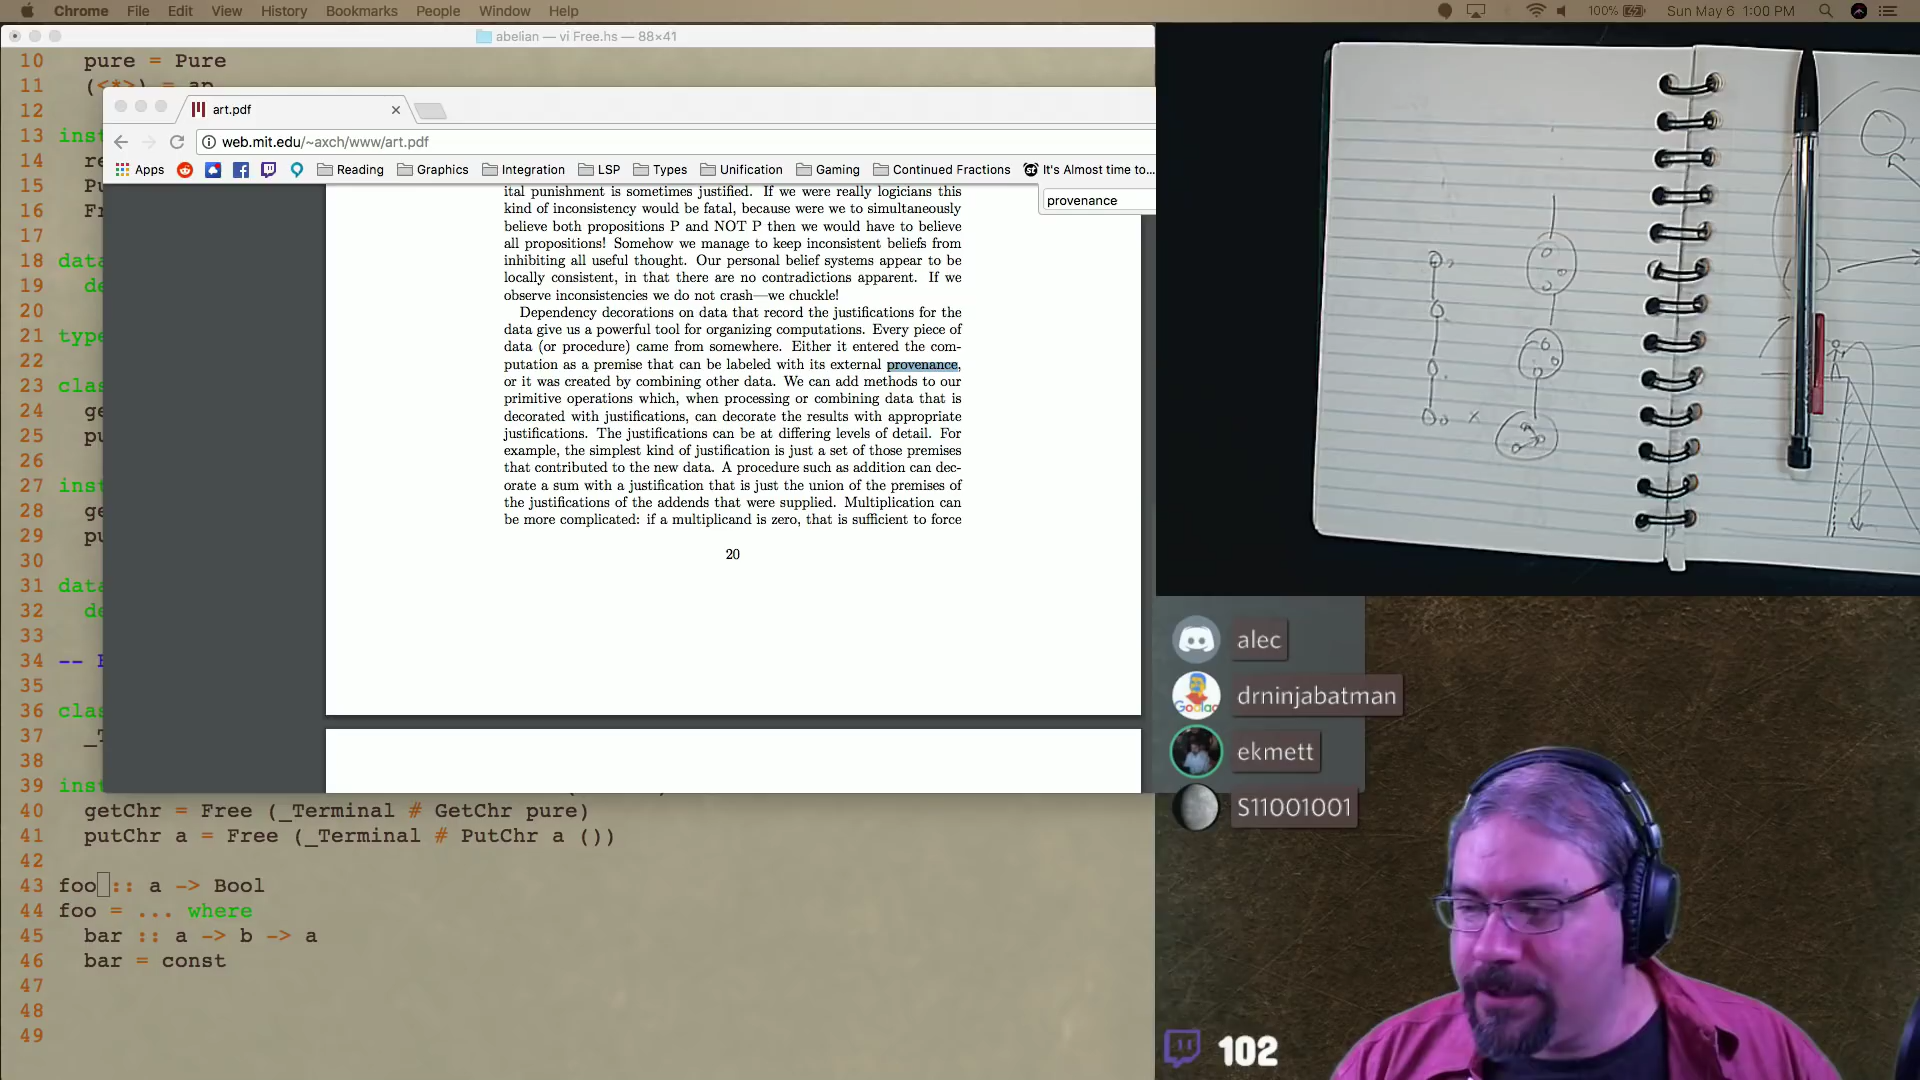 Chrome File Edit View History Bookmarks People Window Help
100% Sun May 6 1:00 PM
abelian — vi Free.hs — 88×41
10 pure = Pure
11 (<*>) = ap
12
13 inst
14 re
15 Pu
16 Fr
17
18 data
19 de
20
21 type
22
23 clas
24 ge
25 pu
26
27 inst
28 ge
29 pu
30
31 data
32 de
33
34 --
35
36 clas
37 _T
38
39 inst
40 getChr = Free (_Terminal # GetChr pure)
41 putChr a = Free (_Terminal # PutChr a ())
42
43 foo :: a -> Bool
44 foo = ... where
45 bar :: a -> b -> a
46 bar = const
47
48
49
art.pdf
web.mit.edu/~axch/www/art.pdf
Apps Reading Graphics Integration LSP Types Unification Gaming Continued Fractions It's Almost time to...
provenance
ital punishment is sometimes justified. If we were really logicians this
kind of inconsistency would be fatal, because were we to simultaneously
believe both propositions P and NOT P then we would have to believe
all propositions! Somehow we manage to keep inconsistent beliefs from
inhibiting all useful thought. Our personal belief systems appear to be
locally consistent, in that there are no contradictions apparent. If we
observe inconsistencies we do not crash—we chuckle!
Dependency decorations on data that record the justifications for the
data give us a powerful tool for organizing computations. Every piece of
data (or procedure) came from somewhere. Either it entered the com-
putation as a premise that can be labeled with its external provenance,
or it was created by combining other data. We can add methods to our
primitive operations which, when processing or combining data that is
decorated with justifications, can decorate the results with appropriate
justifications. The justifications can be at differing levels of detail. For
example, the simplest kind of justification is just a set of those premises
that contributed to the new data. A procedure such as addition can dec-
orate a sum with a justification that is just the union of the premises of
the justifications of the addends that were supplied. Multiplication can
be more complicated: if a multiplicand is zero, that is sufficient to force
20
alec
drninjabatman
ekmett
S11001001
102